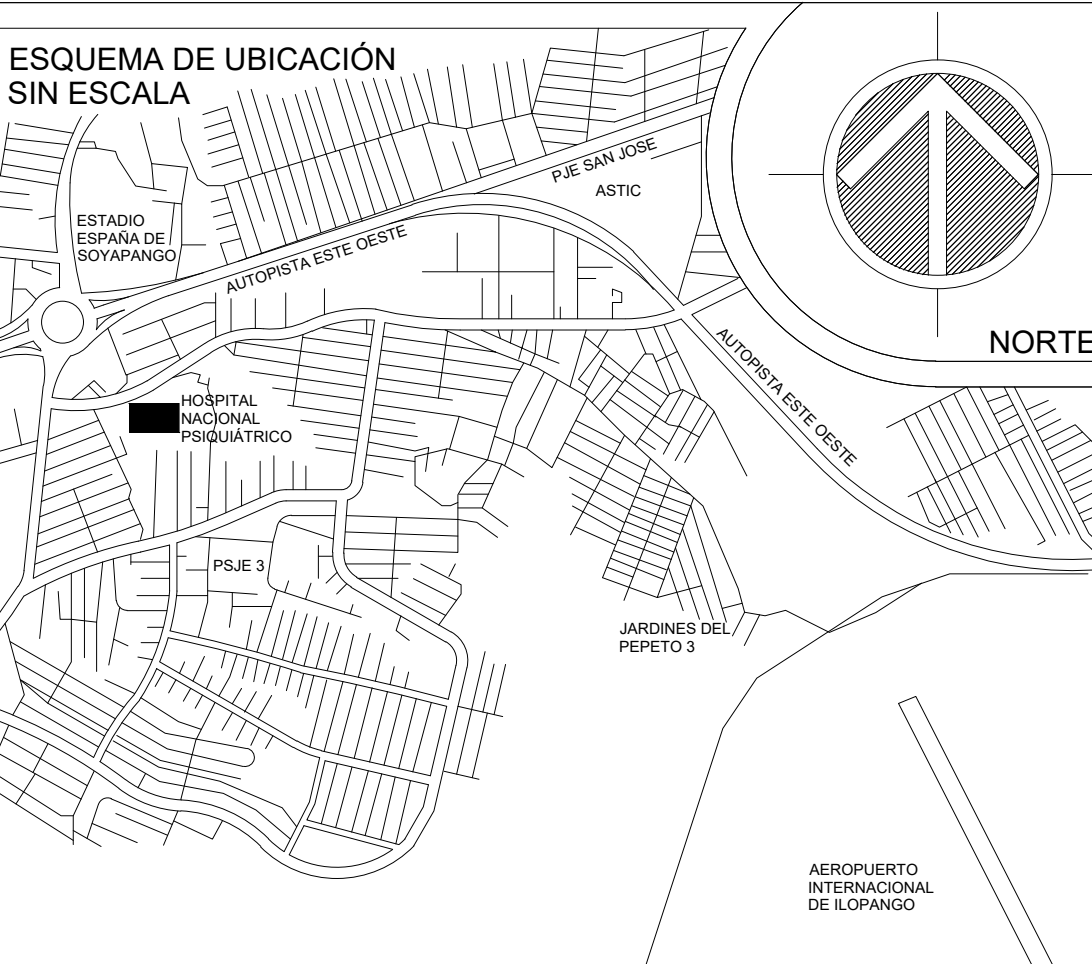 ESQUEMA DE UBICACIÓN
SIN ESCALA
PJE SAN JOSE
ASTIC
ESTADIO
ESPAÑA DE
SOYAPANGO
AUTOPISTA ESTE OESTE
NORTE
AUTOPISTA ESTE OESTE
HOSPITAL
NACIONAL
PSIQUIÁTRICO
PSJE 3
JARDINES DEL
PEPETO 3
AEROPUERTO
INTERNACIONAL
DE ILOPANGO